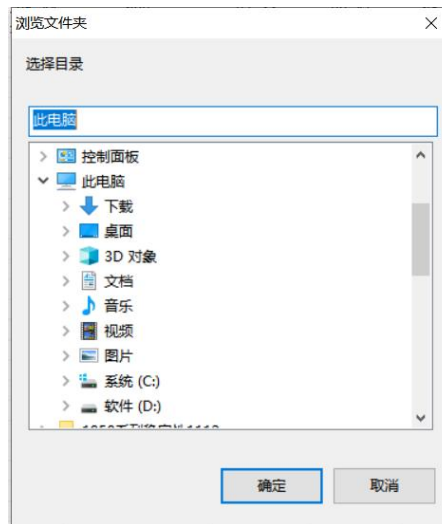 浏览文件夹
选择目录
此电脑
控制面板
此电脑
下载
桌面
3D 对象
文档
音乐
视频
图片
系统 (C:)
软件 (D:)
确定
取消